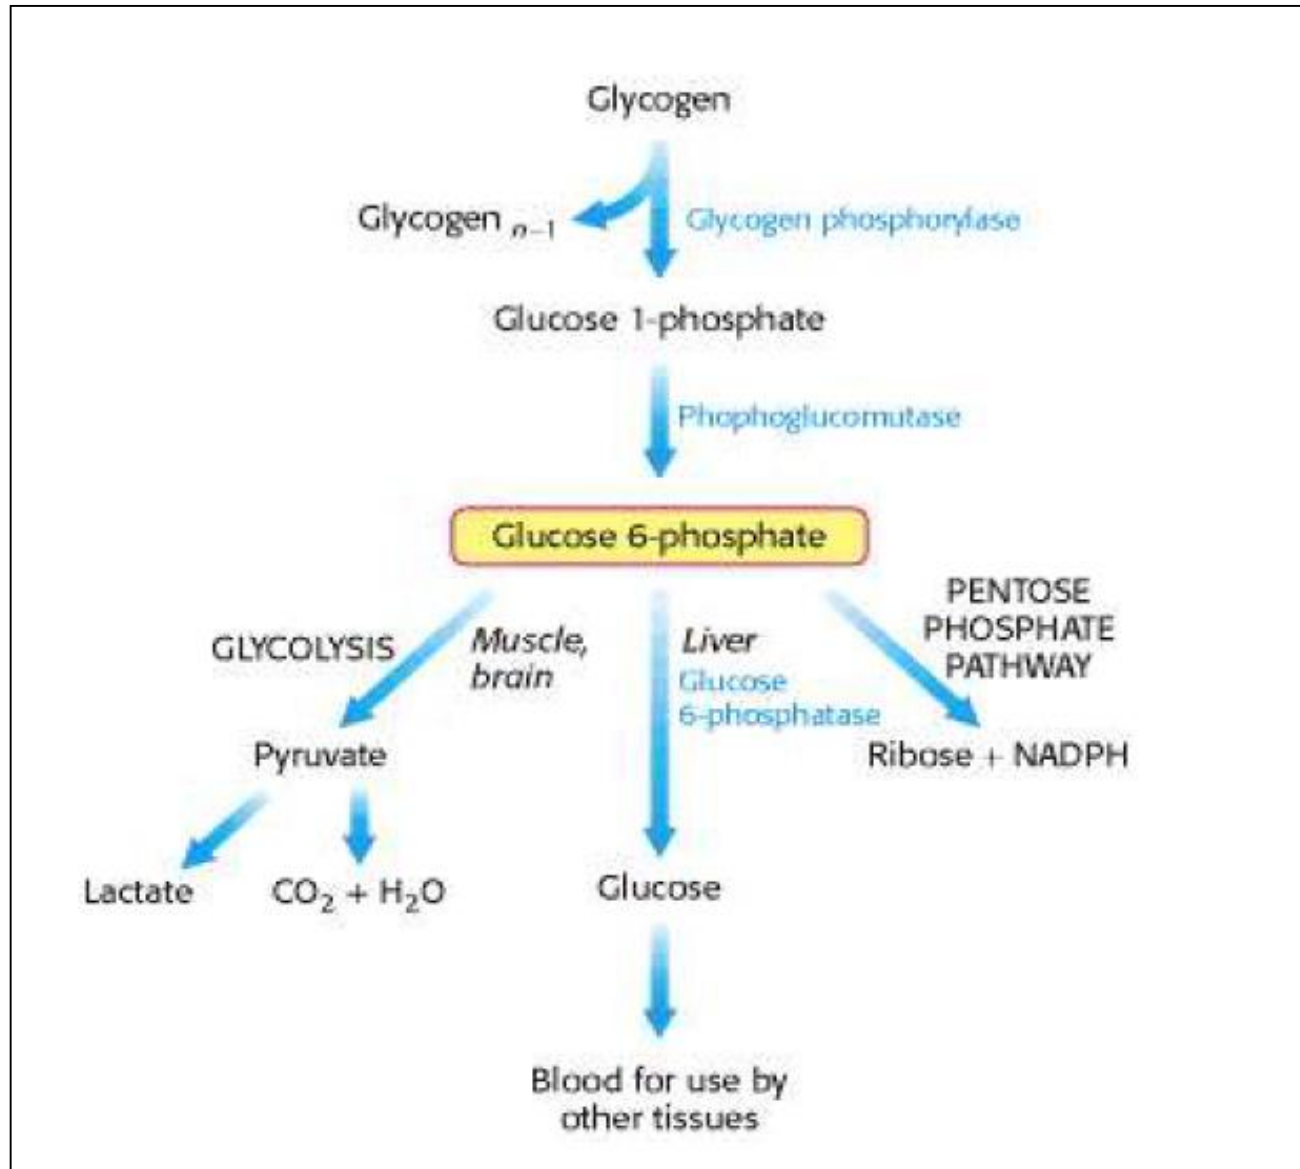 Glycogen
Glycogen n–1
Glycogen phosphorylase
Glucose 1-phosphate
Phophoglucomutase
Glucose 6-phosphate
GLYCOLYSIS
Muscle,
brain
Liver
Glucose
6-phosphatase
PENTOSE
PHOSPHATE
PATHWAY
Pyruvate
Ribose + NADPH
Lactate
CO₂ + H₂O
Glucose
Blood for use by
other tissues